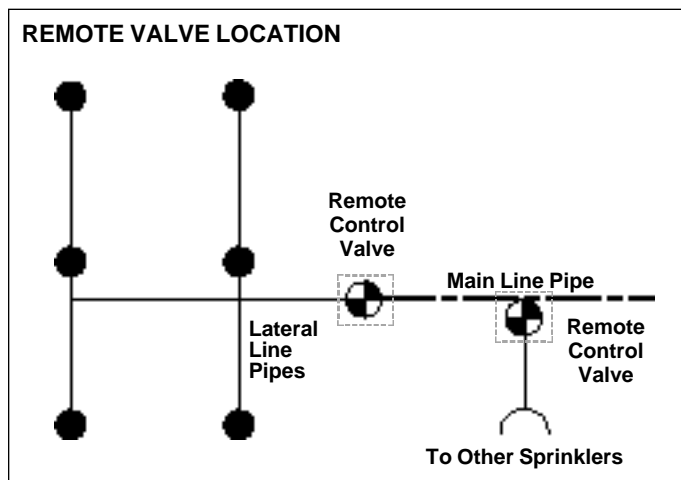 REMOTE VALVE LOCATION
Remote
Control
Valve
Main Line Pipe
Lateral
Line
Pipes
Remote
Control
Valve
To Other Sprinklers